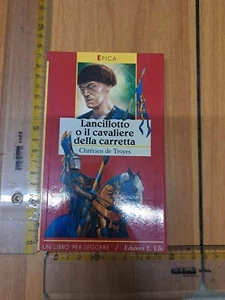 EPICA
Lancillotto
o il cavaliere
della carretta
Chrétien de Troyes
UN LIBRO PER LEGGERE / Edizioni E. Elle